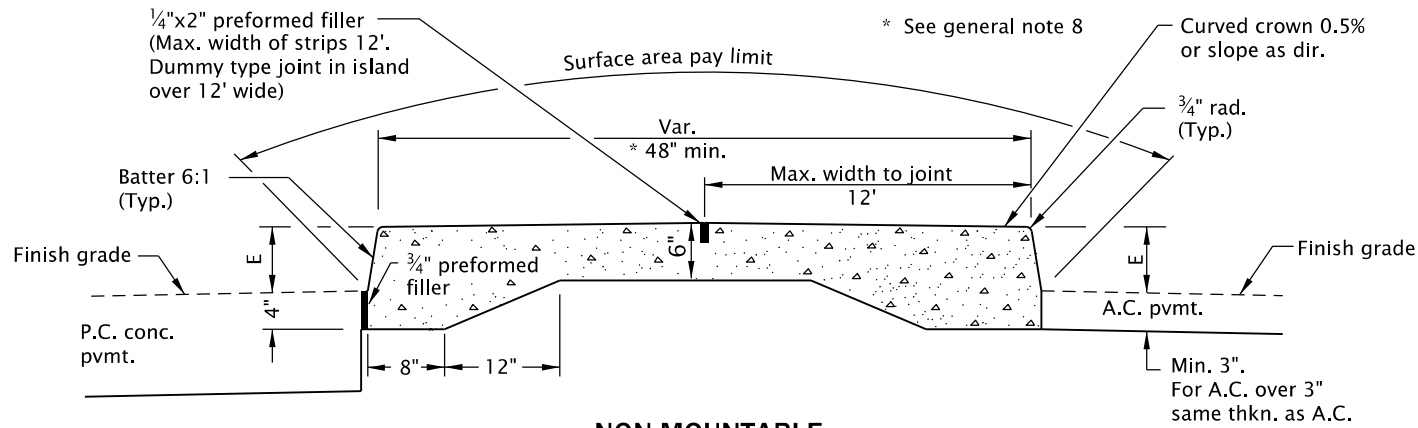 ¼"x2" preformed filler
(Max. width of strips 12'.
Dummy type joint in island
over 12' wide)
* See general note 8
Curved crown 0.5%
or slope as dir.
Surface area pay limit
¾" rad.
(Typ.)
Var.
* 48" min.
Batter 6:1
(Typ.)
Max. width to joint
12'
Finish grade
E
¾" preformed
filler
6"
E
Finish grade
4"
P.C. conc.
pvmt.
A.C. pvmt.
8"
12"
Min. 3".
For A.C. over 3"
same thkn. as A.C.
NON-MOUNTABLE